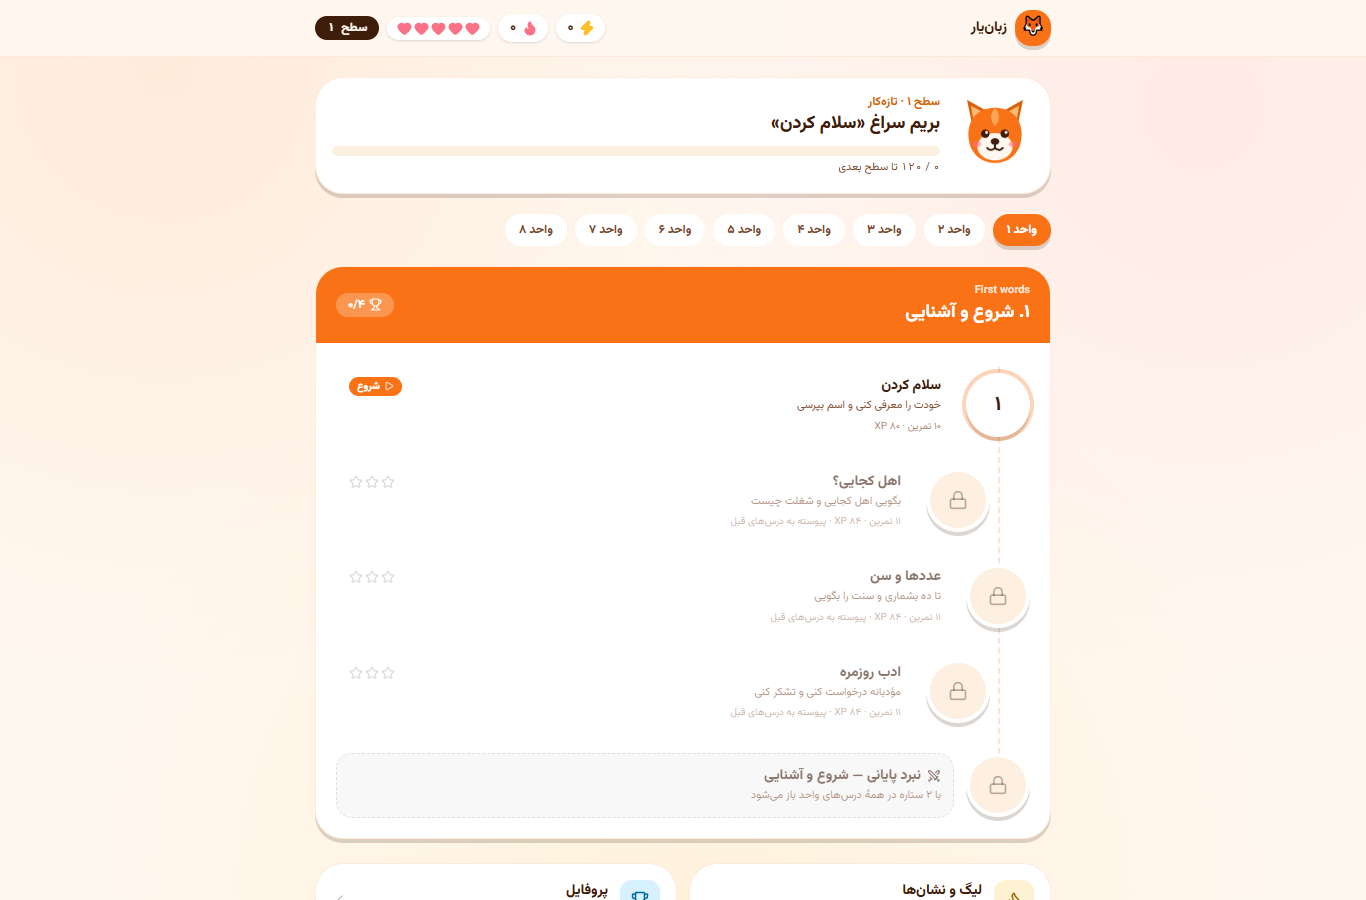 زبان‌یار
۰
۰
سطح ۱
سطح ۱ · تازه‌کار
بریم سراغ «سلام کردن»
۰ / ۱۲۰ تا سطح بعدی
واحد ۱
واحد ۲
واحد ۳
واحد ۴
واحد ۵
واحد ۶
واحد ۷
واحد ۸
First words
۱. شروع و آشنایی
۰/۴
۱
سلام کردن
شروع
خودت را معرفی کنی و اسم بپرسی
۱۰ تمرین · ۸۰ XP
اهل کجایی؟
بگویی اهل کجایی و شغلت چیست
۱۱ تمرین · ۸۴ XP · پیوسته به درس‌های قبل
عددها و سن
تا ده بشماری و سنت را بگویی
۱۱ تمرین · ۸۴ XP · پیوسته به درس‌های قبل
ادب روزمره
مؤدبانه درخواست کنی و تشکر کنی
۱۱ تمرین · ۸۴ XP · پیوسته به درس‌های قبل
نبرد پایانی — شروع و آشنایی
با ۲ ستاره در همهٔ درس‌های واحد باز می‌شود
لیگ و نشان‌ها
پروفایل